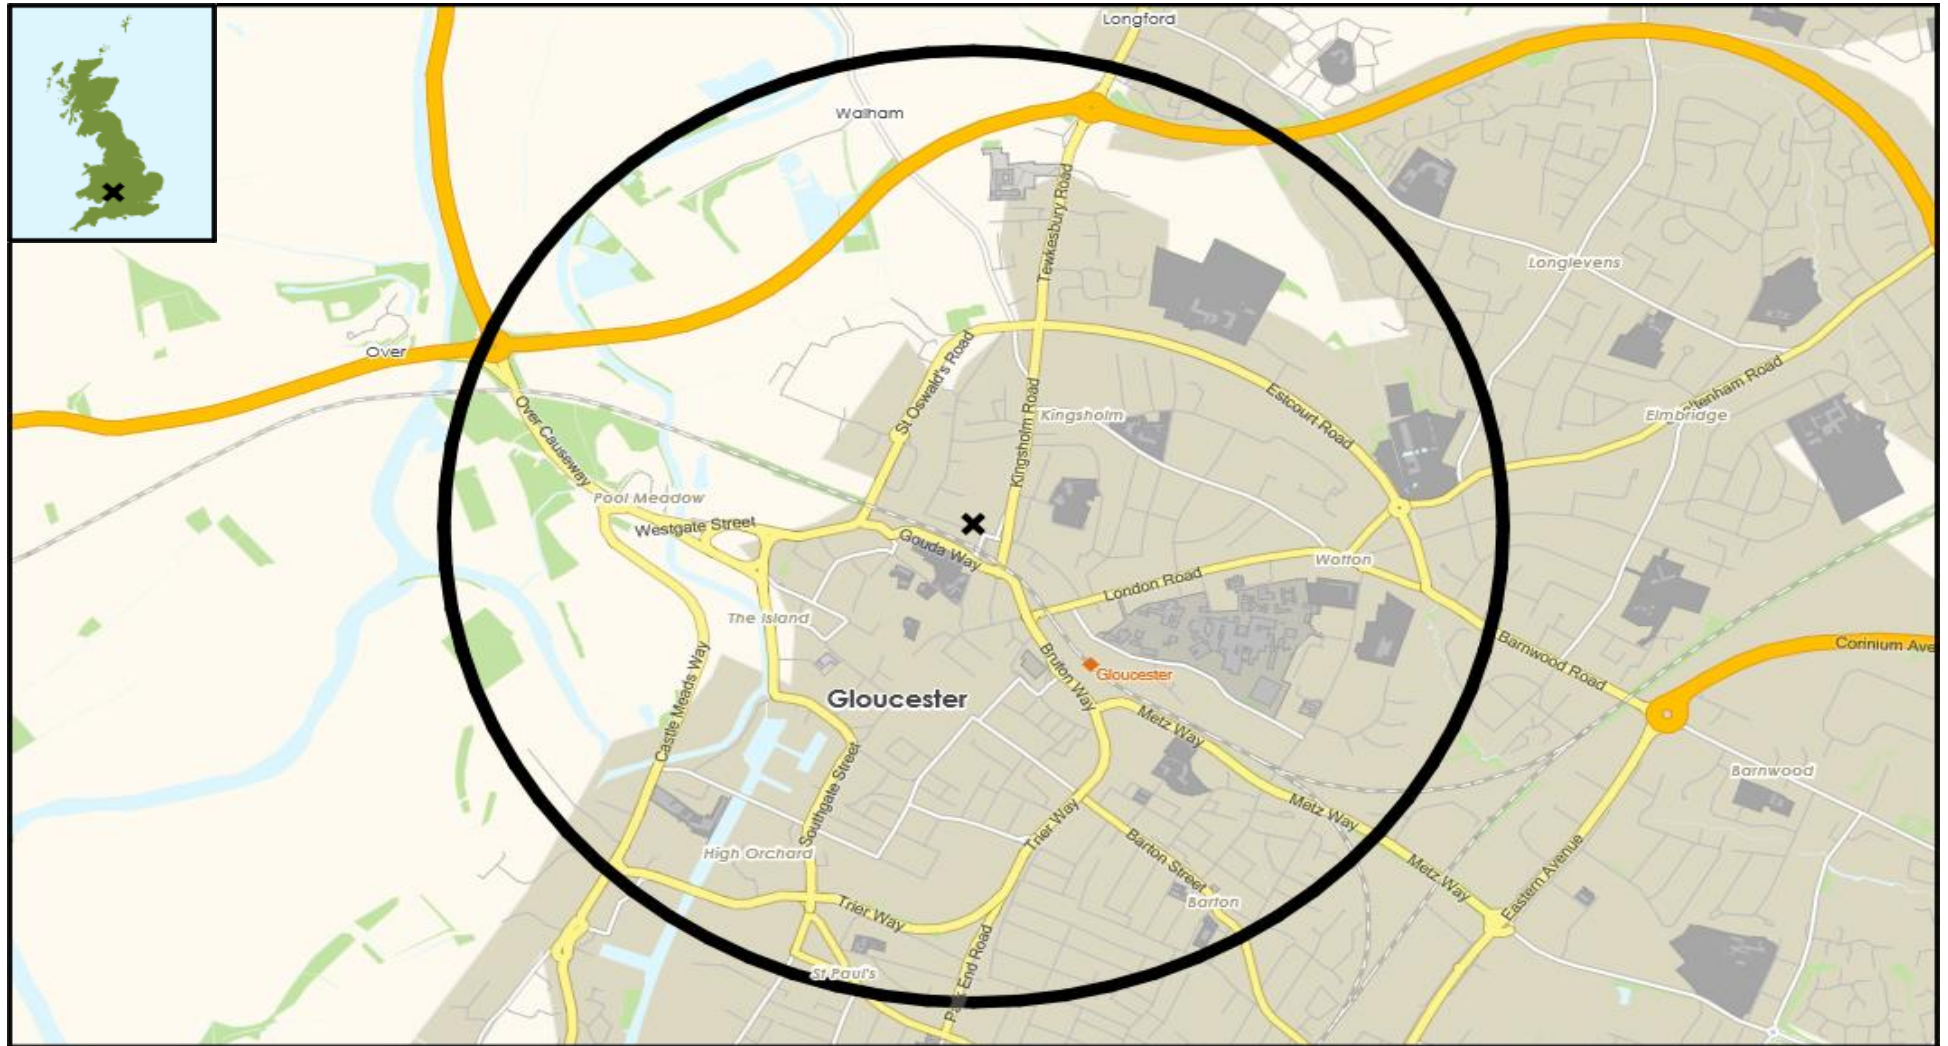 Longford
Walham
Tewkesbury Road
Longlevens
Over
St Oswald's Road
Kingsholm Road
Kingsholm
Estcourt Road
Cheltenham Road
Elmbridge
Over Causeway
Pool Meadow
Westgate Street
Gouda Way
Wotton
London Road
The Island
Castle Meads Way
Bruton Way
Gloucester
Barnwood Road
Corinium Ave
Gloucester
Metz Way
Southgate Street
Barnwood
Metz Way
Trier Way
High Orchard
Barton Street
Metz Way
Eastern Avenue
Trier Way
Barton
St Paul's
Park End Road